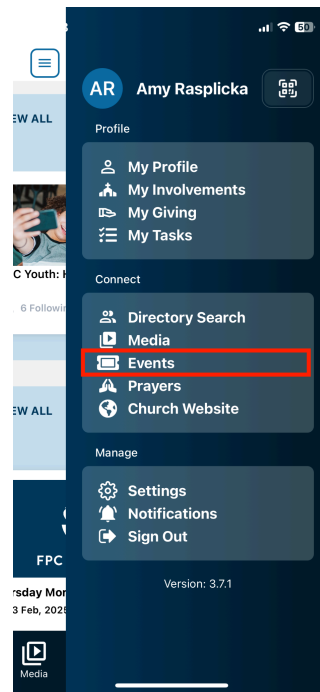 50
AR
Amy Rasplicka
Profile
My Profile
My Involvements
My Giving
My Tasks
Connect
Directory Search
Media
Events
Prayers
Church Website
Manage
Settings
Notifications
Sign Out
Version: 3.7.1
EW ALL
C Youth: H
6 Followin
EW ALL
FPC
rsday Mor
3 Feb, 2025
Media